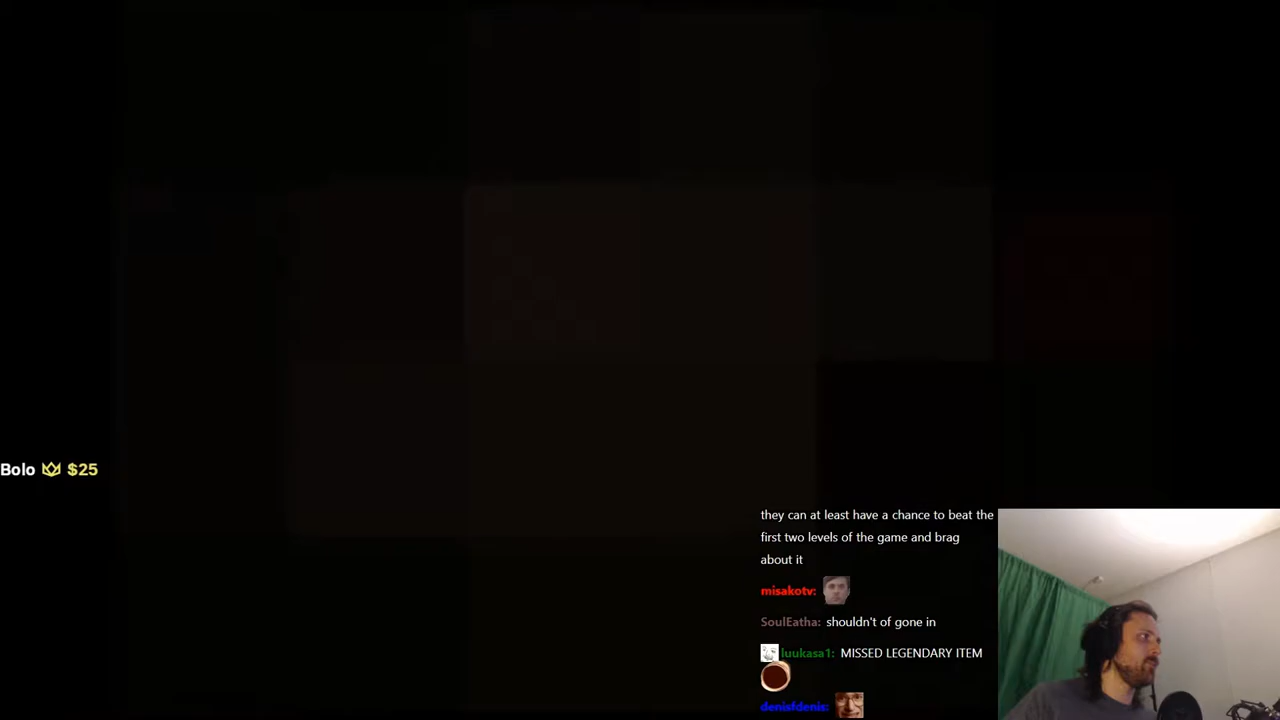 Bolo $25
they can at least have a chance to beat the
first two levels of the game and brag
about it
misakotv:
SoulEatha: shouldn't of gone in
luukasa1: MISSED LEGENDARY ITEM
denisfdenis: